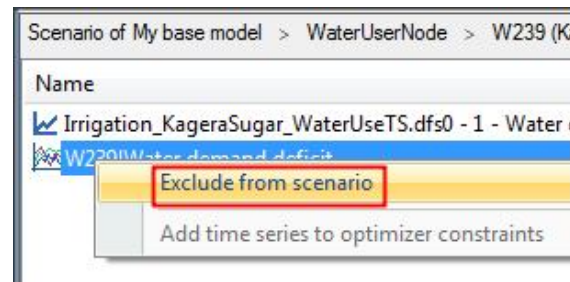 Scenario of My base model > WaterUserNode > W239 (K
Name
Irrigation_KageraSugar_WaterUseTS.dfs0 - 1 - Water
W239|Water demand deficit
Exclude from scenario
Add time series to optimizer constraints